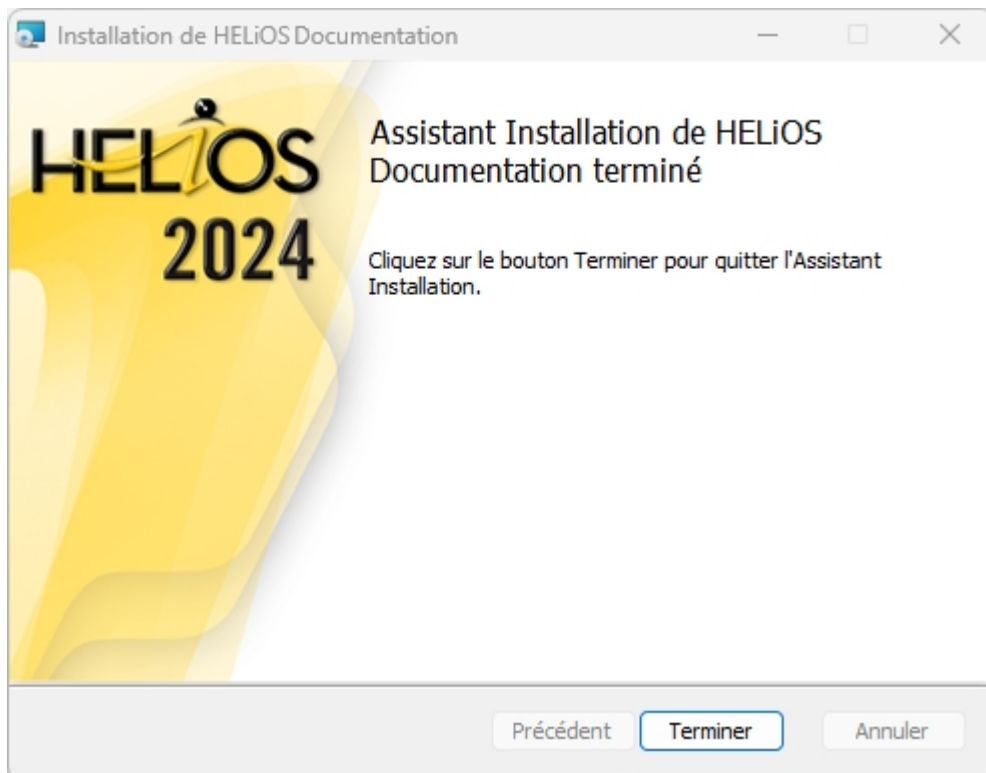 Installation de HELiOS Documentation
HELiOS
2024
Assistant Installation de HELiOS
Documentation terminé
Cliquez sur le bouton Terminer pour quitter l'Assistant
Installation.
Précédent Terminer Annuler